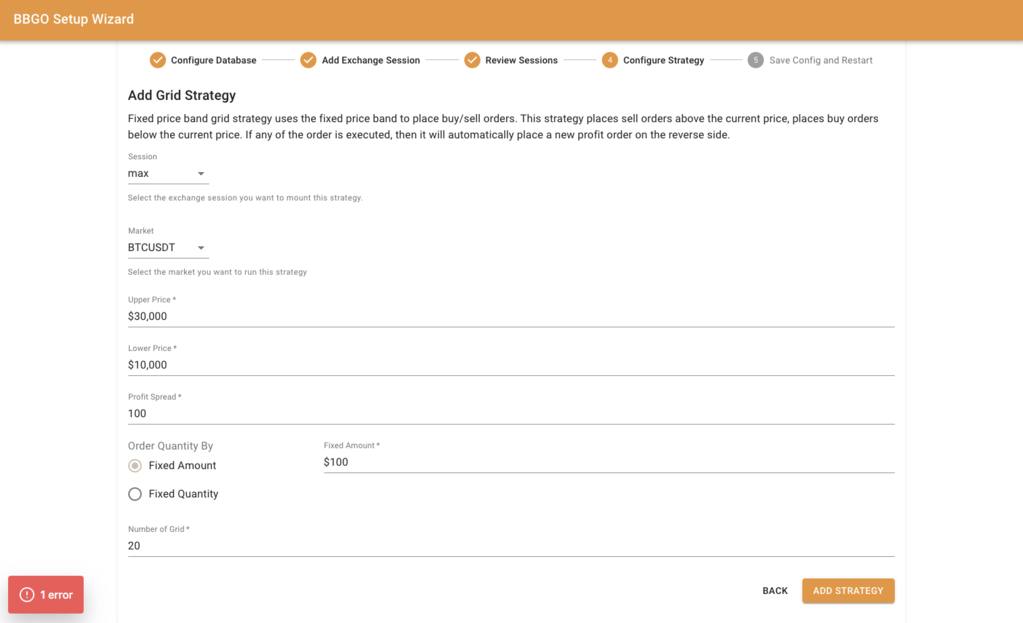 BBGO Setup Wizard
Configure Database Add Exchange Session Review Sessions 4 Configure Strategy 5 Save Config and Restart
Add Grid Strategy
Fixed price band grid strategy uses the fixed price band to place buy/sell orders. This strategy places sell orders above the current price, places buy orders
below the current price. If any of the order is executed, then it will automatically place a new profit order on the reverse side.
Session
max
Select the exchange session you want to mount this strategy.
Market
BTCUSDT
Select the market you want to run this strategy
Upper Price *
$30,000
Lower Price *
$10,000
Profit Spread *
100
Order Quantity By
Fixed Amount
Fixed Quantity
Fixed Amount *
$100
Number of Grid *
20
1 error
BACK ADD STRATEGY